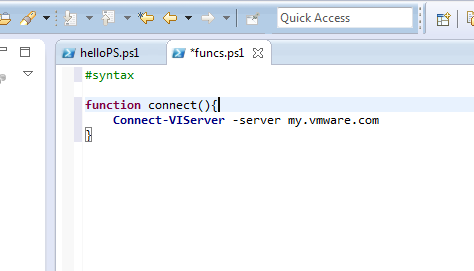 Quick Access
helloPS.ps1
*funcs.ps1
#syntax
function connect(){
Connect-VIServer -server my.vmware.com
}